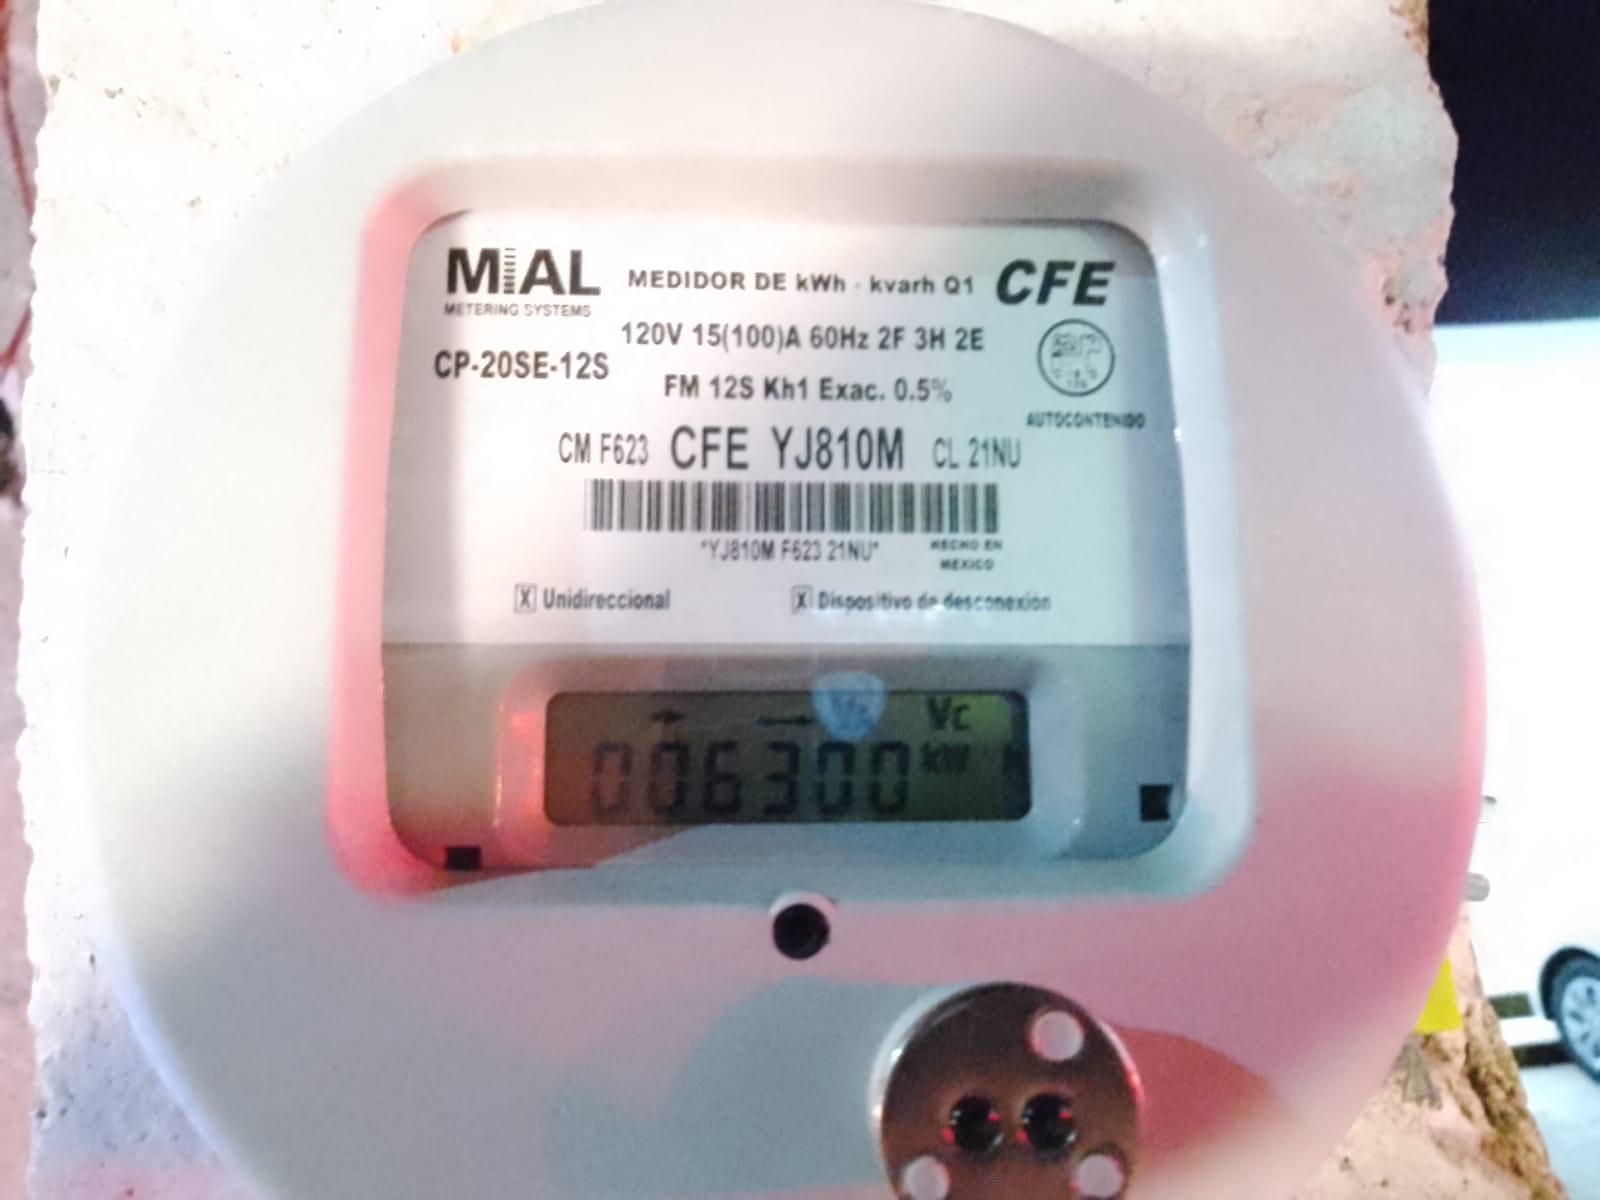 MIAL MEDIDOR DE kWh - kvarh Q1 CFE
METERING SYSTEMS
120V 15(100)A 60Hz 2F 3H 2E
CP-20SE-12S
FM 12S Kh1 Exac. 0.5%
AUTOCONTENIDO
CM F623 CFE YJ810M CL 21NU
*YJ810M F623 21NU* HECHO EN
MEXICO
X Unidireccional X Dispositivo de desconexión
Vc
006300 kW h